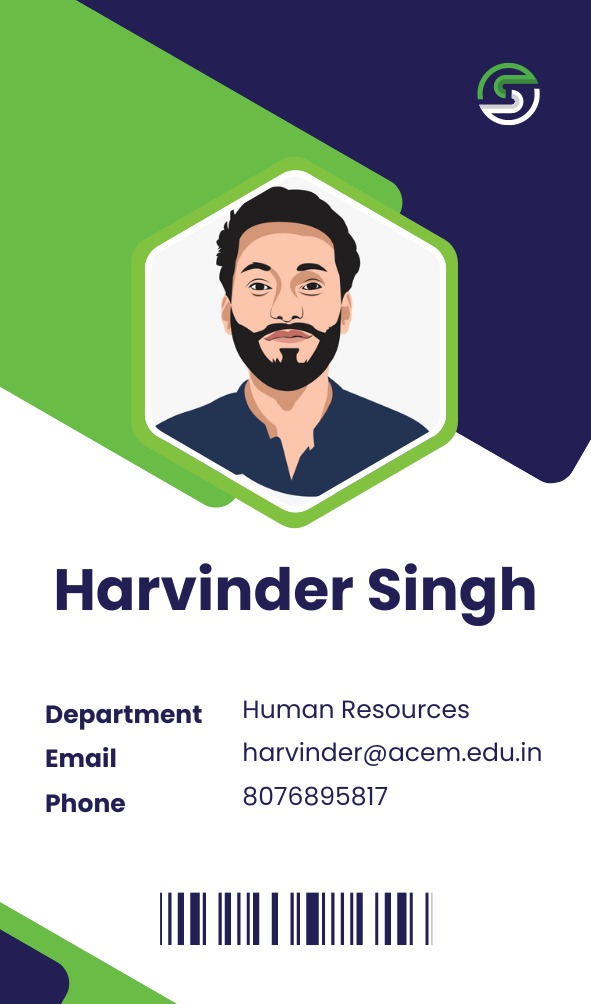 Harvinder Singh
Department Human Resources
Email harvinder@acem.edu.in
Phone 8076895817